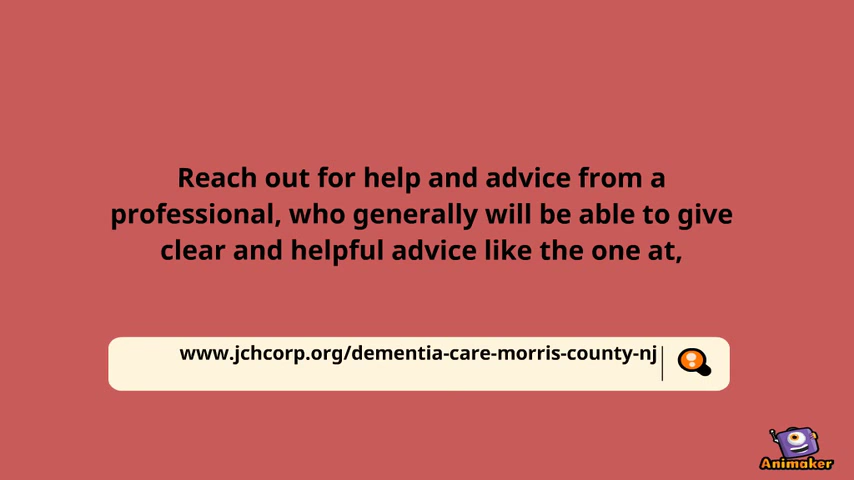 Reach out for help and advice from a
professional, who generally will be able to give
clear and helpful advice like the one at,
www.jchcorp.org/dementia-care-morris-county-nj
Animaker